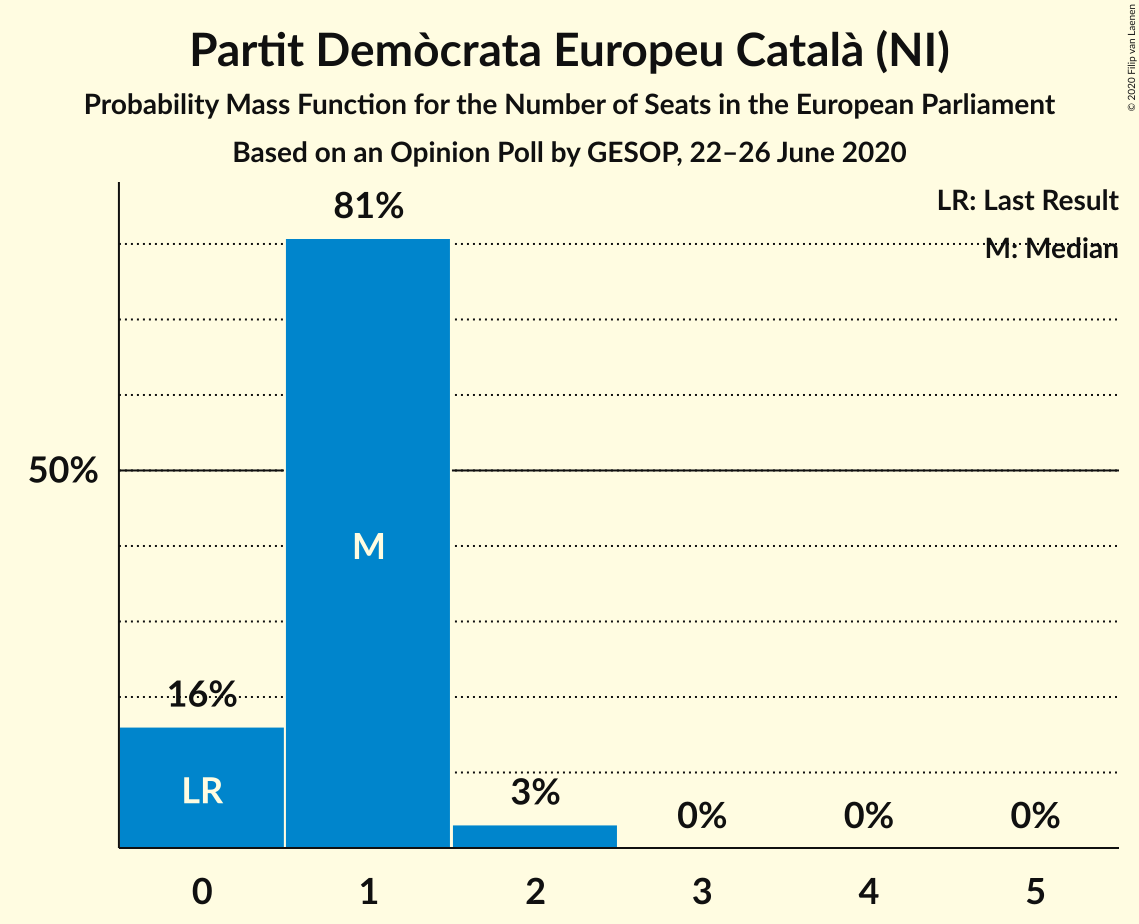 Partit Demòcrata Europeu Català (NI)
Probability Mass Function for the Number of Seats in the European Parliament
Based on an Opinion Poll by GESOP, 22–26 June 2020
© 2020 Filip van Laenen
LR: Last Result
M: Median
81%
50%
M
16%
LR
3%
0%
0%
0%
0 1 2 3 4 5